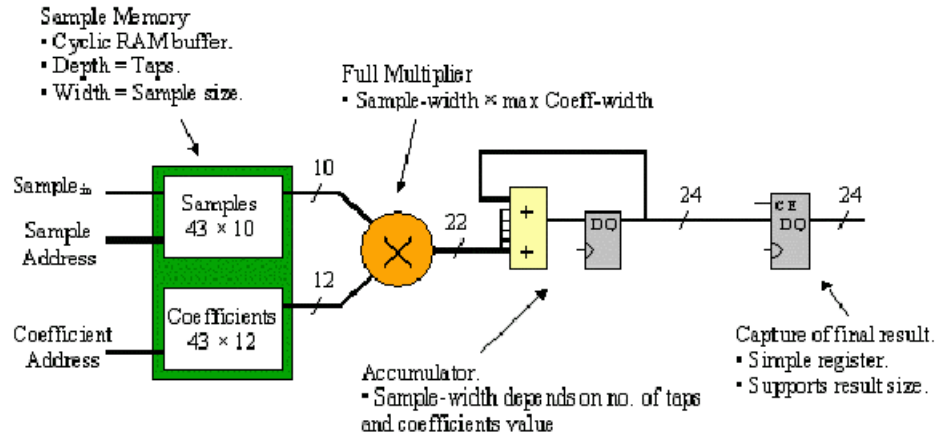 Sample Memory
▪ Cyclic RAM buffer.
▪ Depth = Taps.
▪ Width = Sample size.
Full Multiplier
▪ Sample-width × max Coeff-width
Sample in
Sample
Address
Coefficient
Address
Samples
43 × 10
Coefficients
43 × 12
10
12
22
+
+
DQ
24
CE
DQ
24
Accumulator.
▪ Sample-width depends on no. of taps
and coefficients value
Capture of final result.
▪ Simple register.
▪ Supports result size.